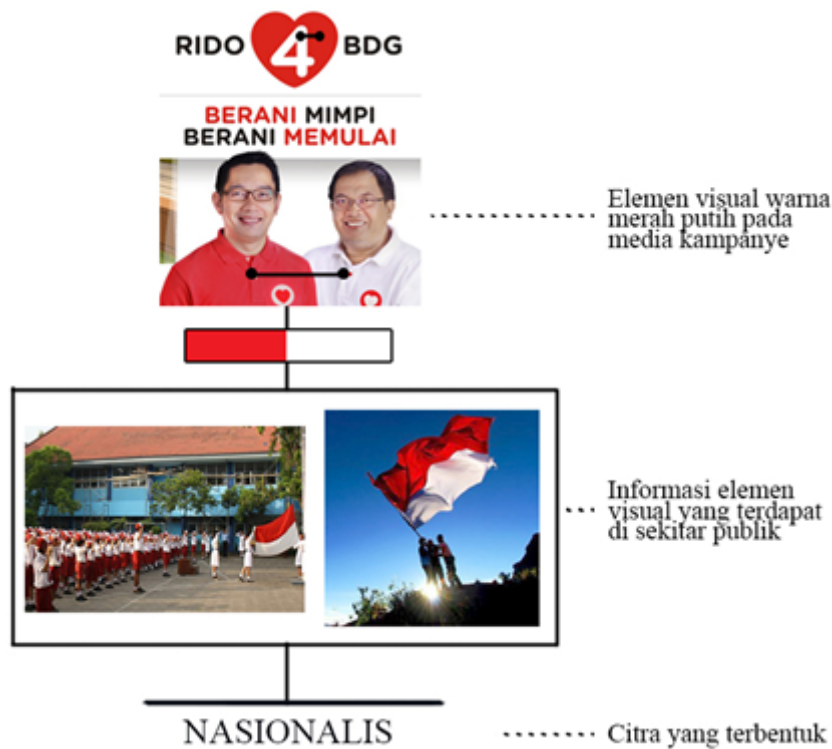 RIDO 4 BDG
BERANI MIMPI
BERANI MEMULAI
Elemen visual warna
merah putih pada
media kampanye
Informasi elemen
visual yang terdapat
di sekitar publik
NASIONALIS
Citra yang terbentuk